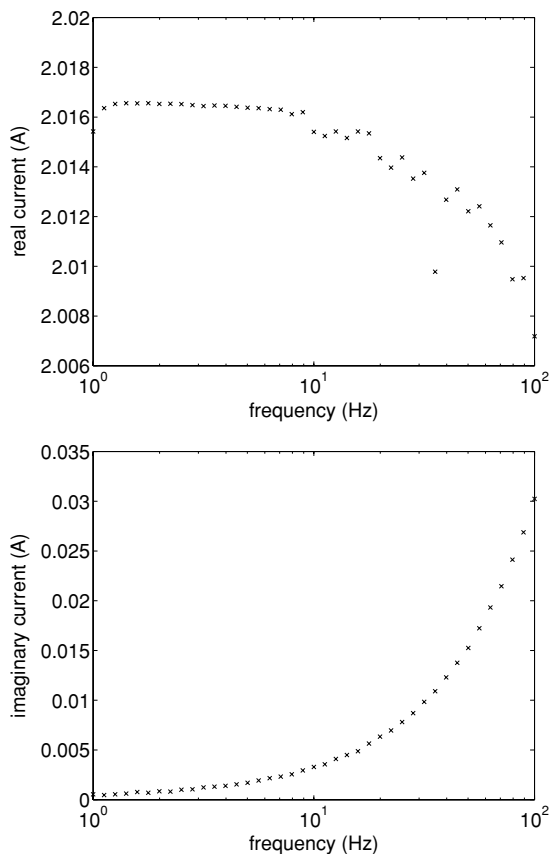 2.02
2.018
2.016
2.014
2.012
2.01
2.008
2.006
real current (A)
10^0 10^1 10^2
frequency (Hz)
0.035
0.03
0.025
0.02
0.015
0.01
0.005
0
imaginary current (A)
10^0 10^1 10^2
frequency (Hz)